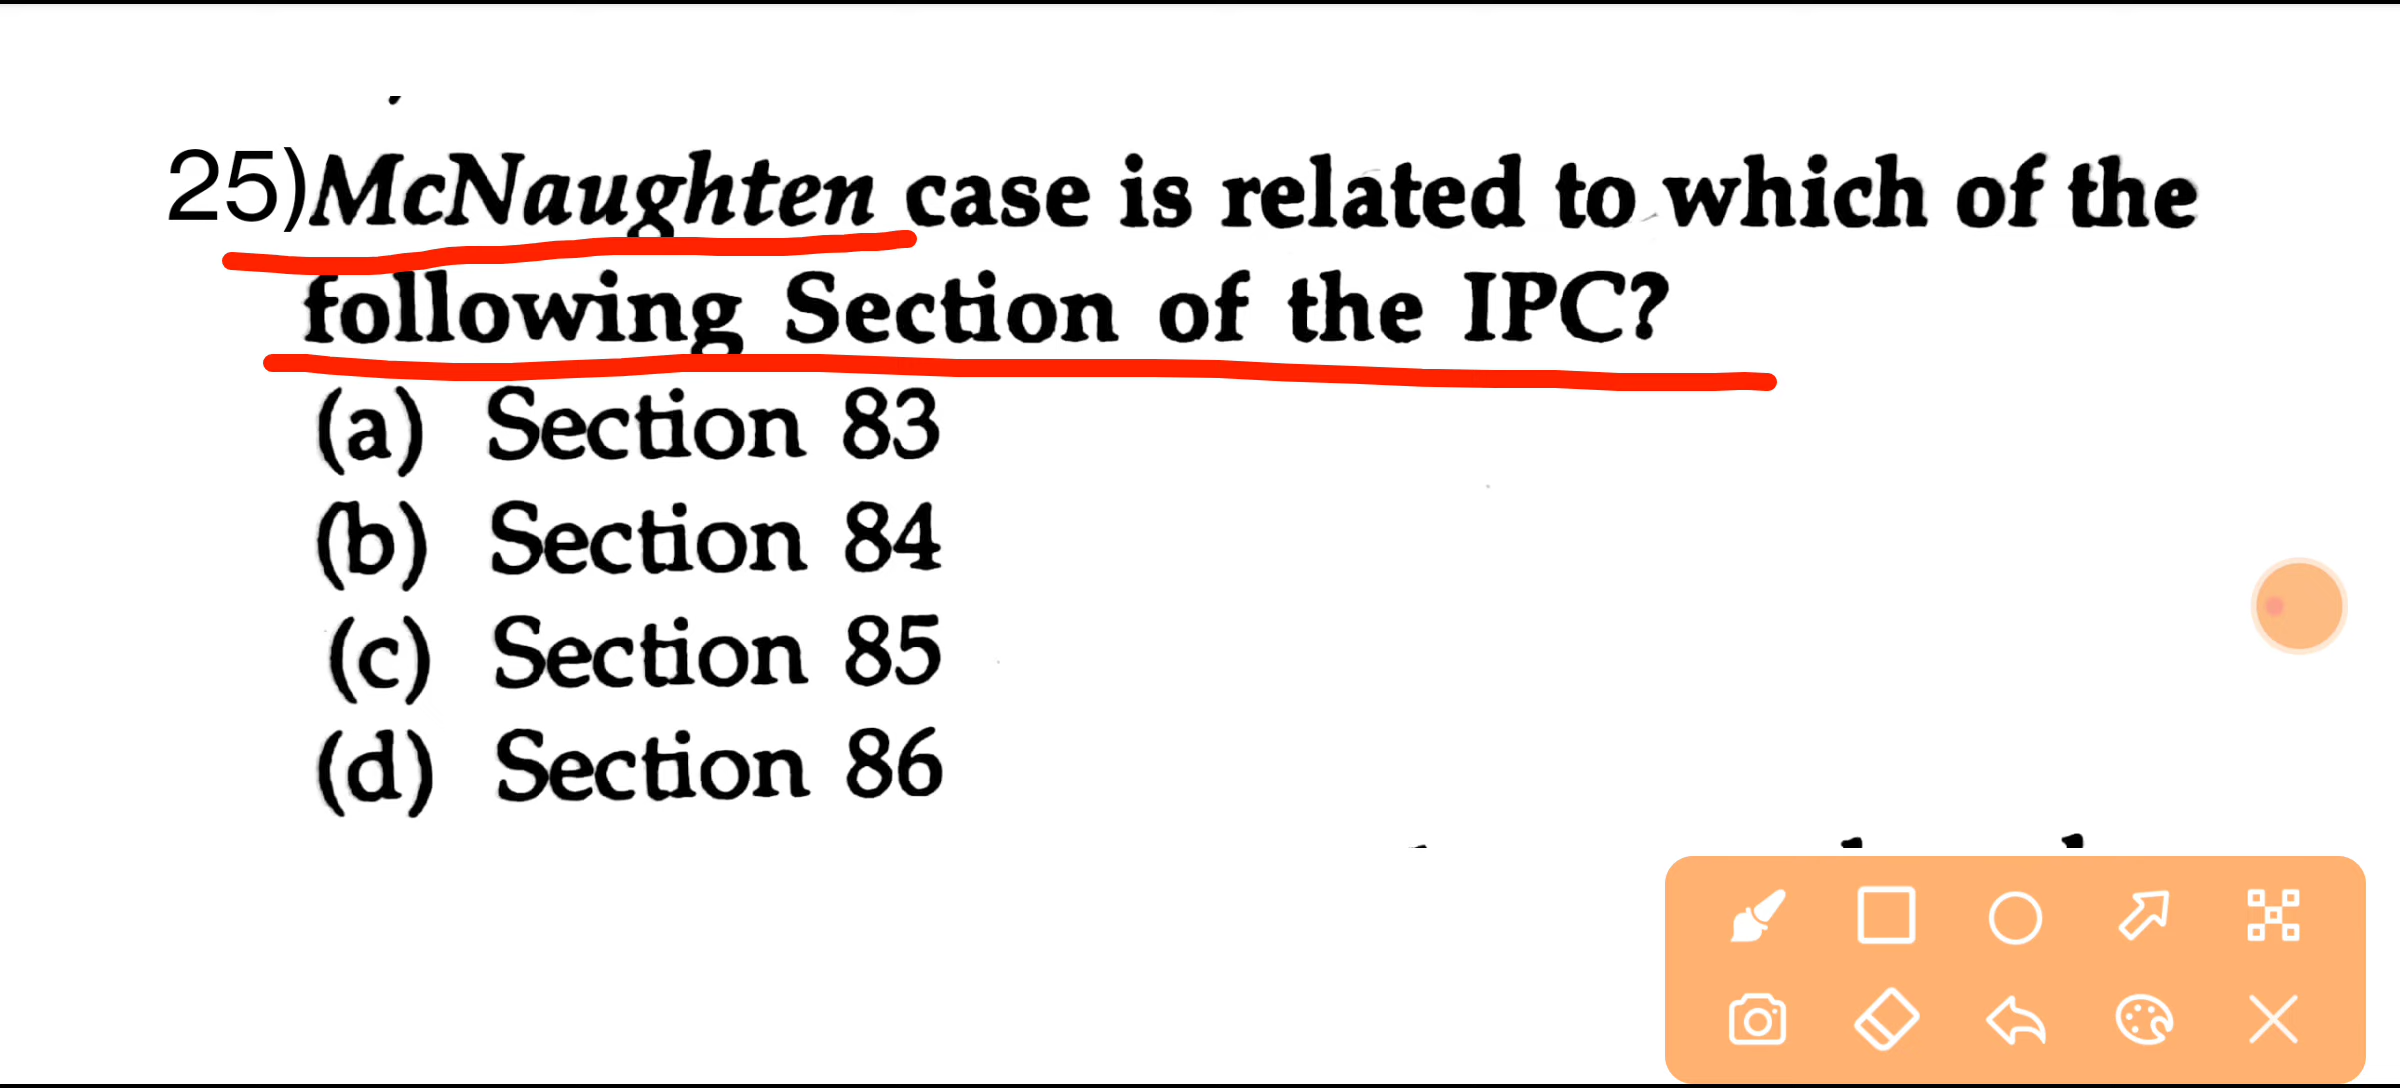 25)McNaughten case is related to which of the
following Section of the IPC?
(a) Section 83
(b) Section 84
(c) Section 85
(d) Section 86